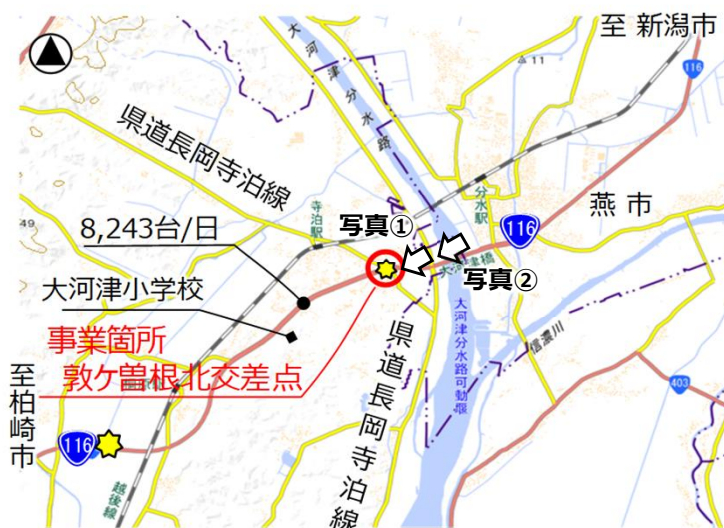 至 新潟市
116
11
大河津分水路
県道長岡寺泊線
分水駅
燕市
49
寺泊駅
写真①
8,243台/日
116
大河津橋
写真②
大河津小学校
事業箇所
敦ケ曽根北交差点
県道長岡寺泊線
大河津分水路可動堰
信濃川
至柏崎市
403
116
越後線